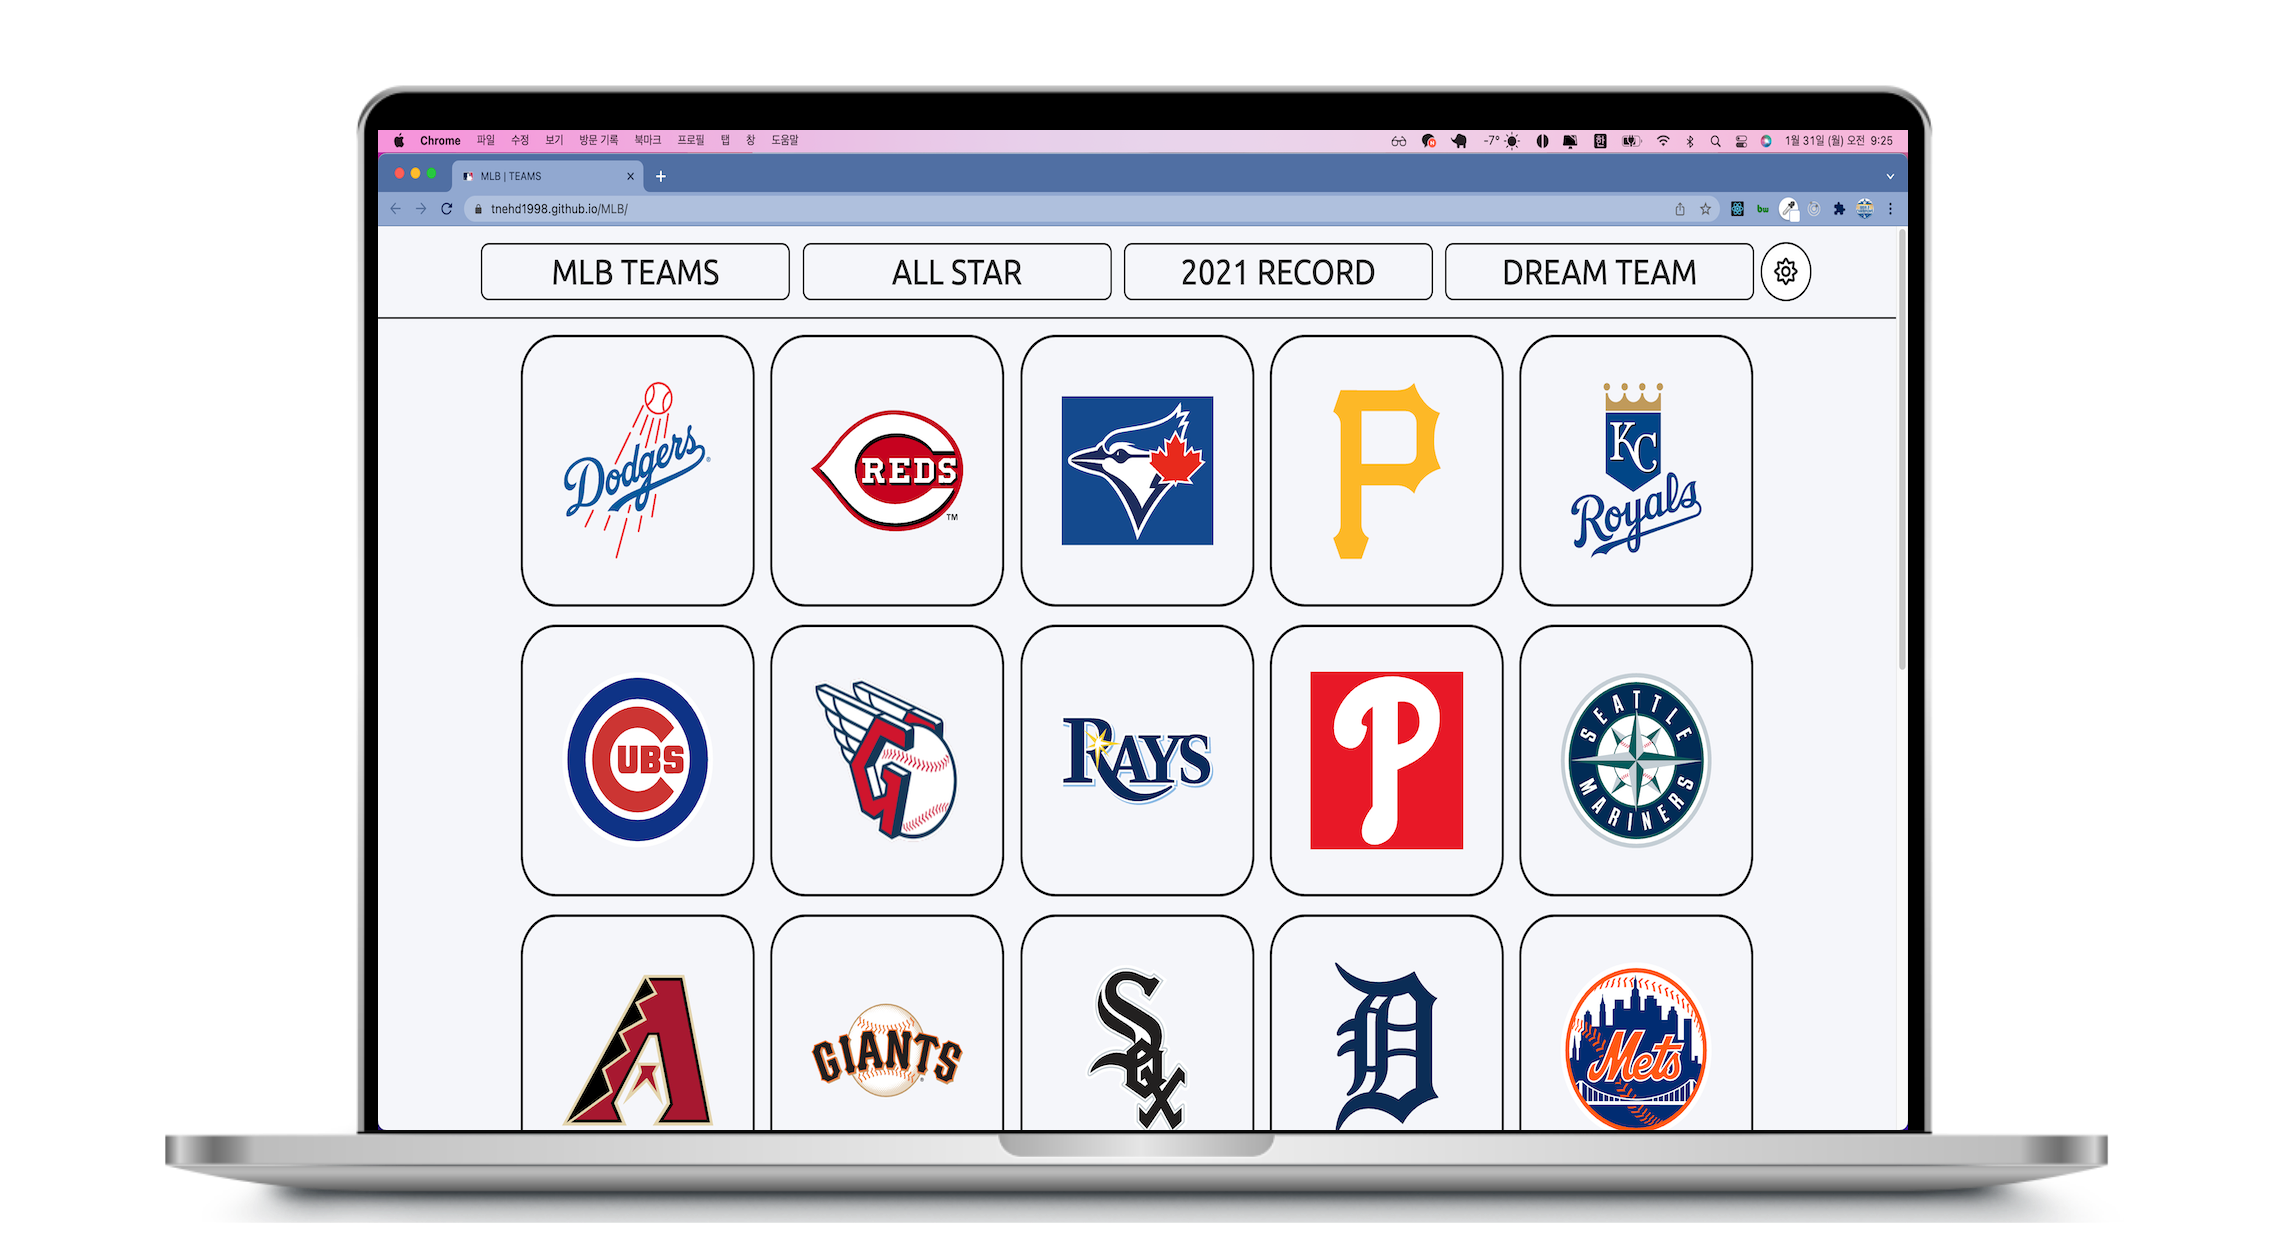 Chrome 파일 수정 보기 방문 기록 북마크 프로필 탭 창 도움말 -7° 한 1월 31일 (월) 오전 9:25
MLB | TEAMS
tnehd1998.github.io/MLB/
MLB TEAMS ALL STAR 2021 RECORD DREAM TEAM
Dodgers REDS TM P KC Royals
CUBS G RAYS P SEATTLE MARINERS
A GIANTS Sox D Mets